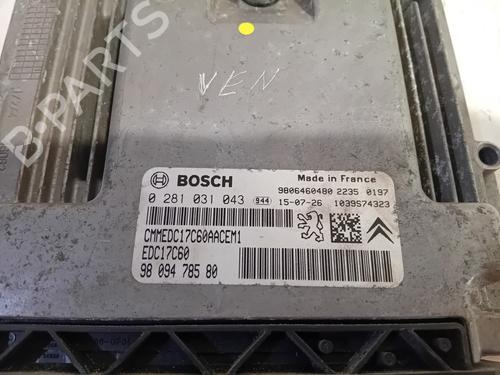 VEN
B-PARTS
BOSCH
Made in France
9806460480 2235 0197
0 281 031 043 944 15-07-26 1039S74323
CMMEDC17C60AACEM1
EDC17C60
98 094 785 80